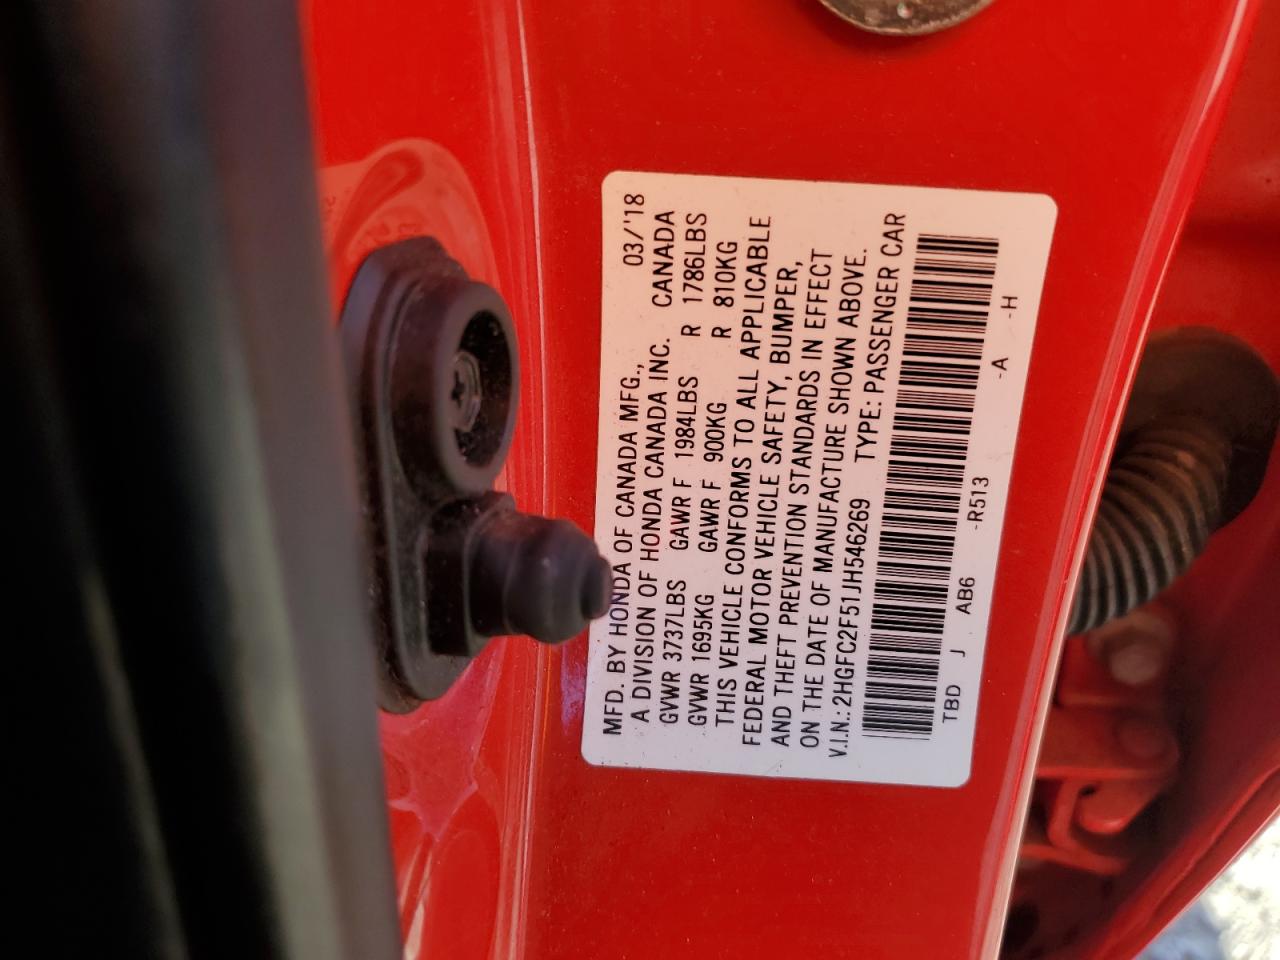 MFD. BY HONDA OF CANADA MFG., 03/'18
A DIVISION OF HONDA CANADA INC. CANADA
GVWR 3737LBS GAWR F 1984LBS R 1786LBS
GVWR 1695KG GAWR F 900KG R 810KG
THIS VEHICLE CONFORMS TO ALL APPLICABLE
FEDERAL MOTOR VEHICLE SAFETY, BUMPER,
AND THEFT PREVENTION STANDARDS IN EFFECT
ON THE DATE OF MANUFACTURE SHOWN ABOVE.
V.I.N.: 2HGFC2F51JH546269 TYPE: PASSENGER CAR
TBD J AB6 -R513 -A -H